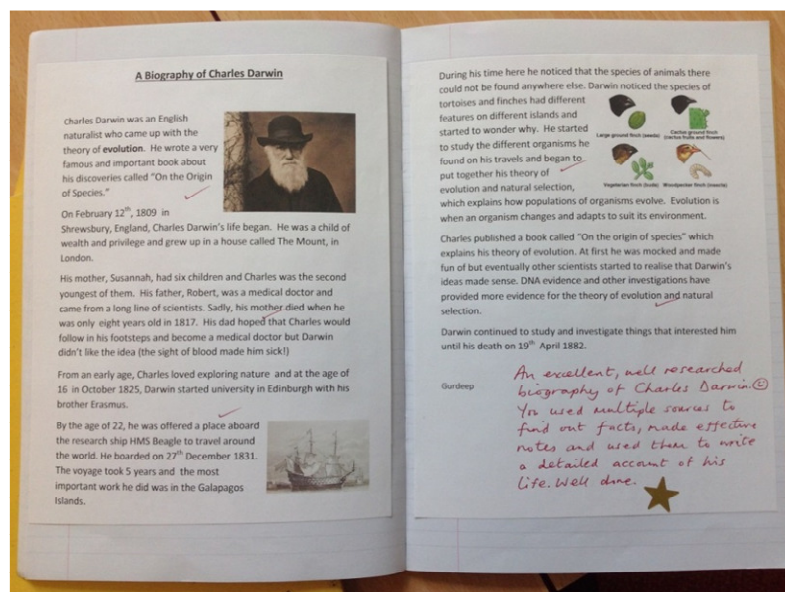 A Biography of Charles Darwin
Charles Darwin was an English
naturalist who came up with the
theory of evolution. He wrote a very
famous and important book about
his discoveries called "On the Origin
of Species."
On February 12th, 1809 in
Shrewsbury, England, Charles Darwin's life began. He was a child of
wealth and privilege and grew up in a house called The Mount, in
London.
His mother, Susannah, had six children and Charles was the second
youngest of them. His father, Robert, was a medical doctor and
came from a long line of scientists. Sadly, his mother died when he
was only eight years old in 1817. His dad hoped that Charles would
follow in his footsteps and become a medical doctor but Darwin
didn't like the idea (the sight of blood made him sick!)
From an early age, Charles loved exploring nature and at the age of
16 in October 1825, Darwin started university in Edinburgh with his
brother Erasmus.
By the age of 22, he was offered a place aboard
the research ship HMS Beagle to travel around
the world. He boarded on 27th December 1831.
The voyage took 5 years and the most
important work he did was in the Galapagos
Islands.
During his time here he noticed that the species of animals there
could not be found anywhere else. Darwin noticed the species of
tortoises and finches had different
features on different islands and
started to wonder why. He started
to study the different organisms he
found on his travels and began to
put together his theory of
evolution and natural selection,
which explains how populations of organisms evolve. Evolution is
when an organism changes and adapts to suit its environment.
Large ground finch (seeds)
Cactus ground finch
(cactus fruits and flowers)
Vegetarian finch (buds)
Woodpecker finch (insects)
Charles published a book called "On the origin of species" which
explains his theory of evolution. At first he was mocked and made
fun of but eventually other scientists started to realise that Darwin's
ideas made sense. DNA evidence and other investigations have
provided more evidence for the theory of evolution and natural
selection.
Darwin continued to study and investigate things that interested him
until his death on 19th April 1882.
Gurdeep
An excellent, well researched
biography of Charles Darwin.
You used multiple sources to
find out facts, made effective
notes and used them to write
a detailed account of his
life. Well done.